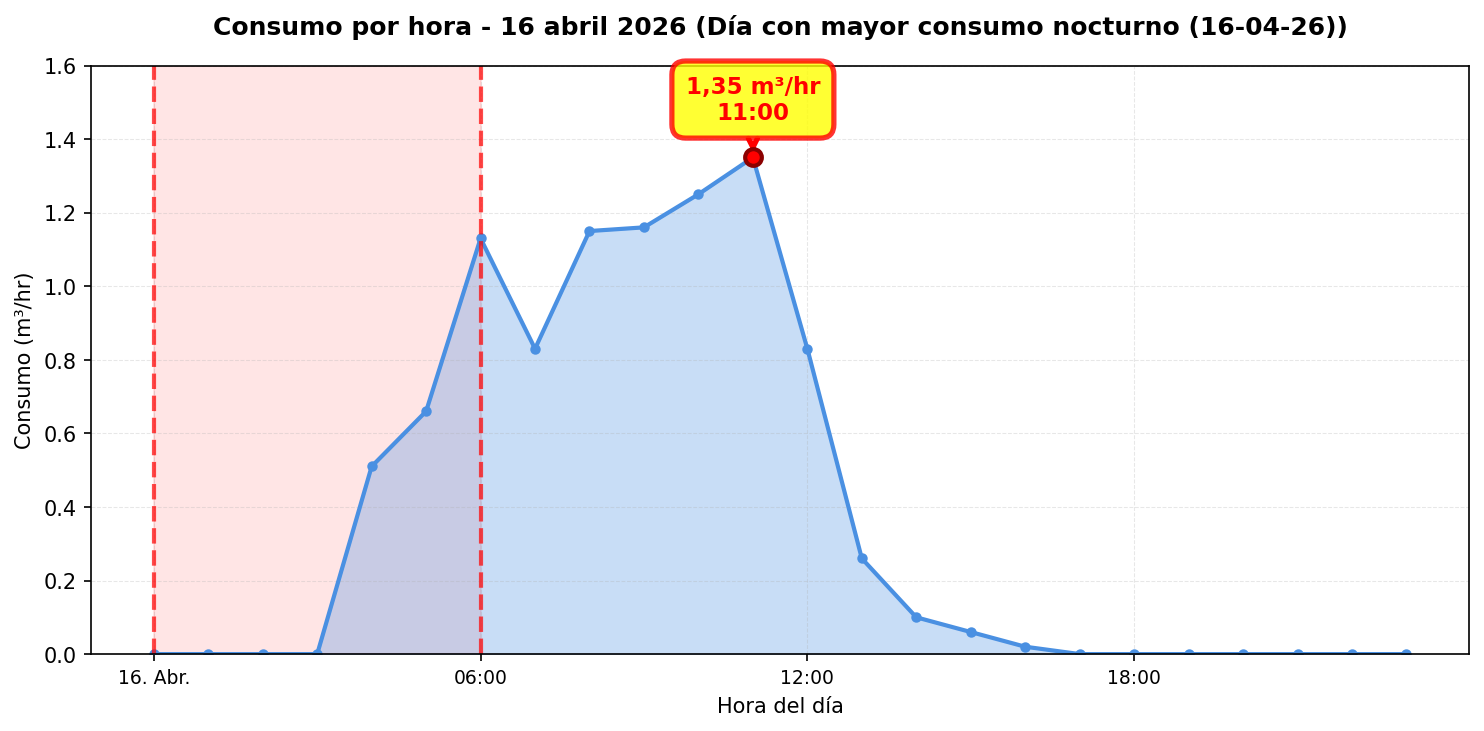 Consumo por hora - 16 abril 2026 (Día con mayor consumo nocturno (16-04-26))
1,35 m³/hr
11:00
Consumo (m³/hr)
1.6
1.4
1.2
1.0
0.8
0.6
0.4
0.2
0.0
16. Abr.
06:00
12:00
18:00
Hora del día